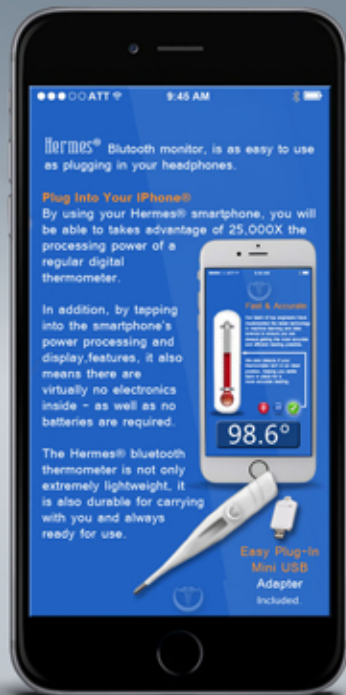 ATT 9:45 AM
Hermes® Blutooth monitor, is as easy to use
as plugging in your headphones.
Plug Into Your IPhone®
By using your Hermes® smartphone, you will
be able to takes advantage of 25,000X the
processing power of a
regular digital
thermometer.
In addition, by tapping
into the smartphone's
power processing and
display,features, it also
means there are
virtually no electronics
inside – as well as no
batteries are required.
The Hermes® bluetooth
thermometer is not only
extremely lightweight, it
is also durable for carrying
with you and always
ready for use.
Fast & Accurate
98.6°
Easy Plug-In
Mini USB
Adapter
Included.